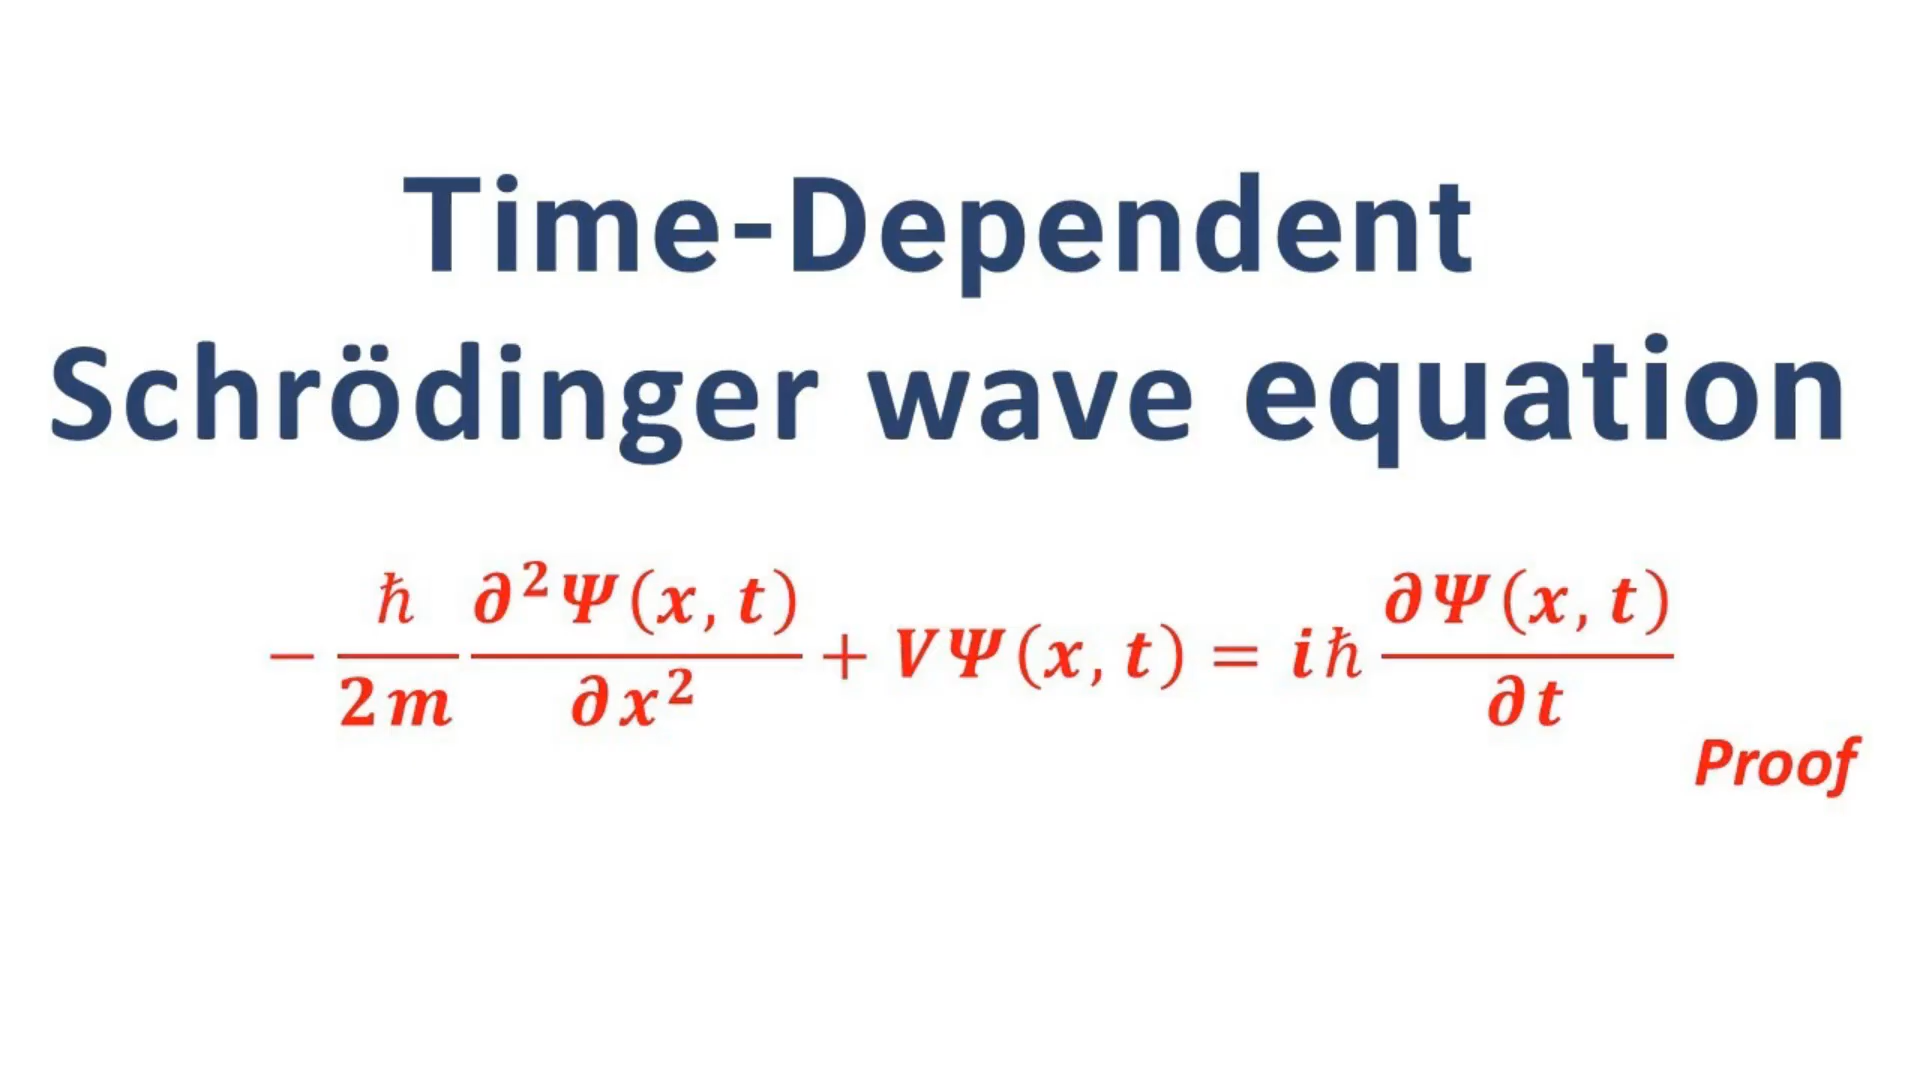 Time-Dependent
Schrödinger wave equation
− ℏ/2m ∂²Ψ(x, t)/∂x² + VΨ(x, t) = iℏ ∂Ψ(x, t)/∂t
Proof